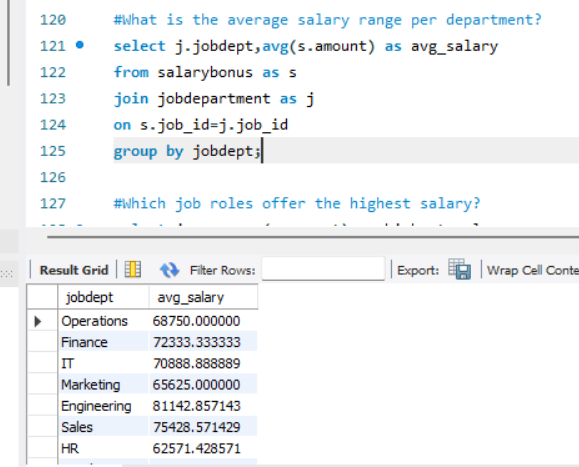 120 #What is the average salary range per department?
121 select j.jobdept,avg(s.amount) as avg_salary
122 from salarybonus as s
123 join jobdepartment as j
124 on s.job_id=j.job_id
125 group by jobdept;
126
127 #Which job roles offer the highest salary?
Result Grid Filter Rows: Export: Wrap Cell Conte
jobdept avg_salary
Operations 68750.000000
Finance 72333.333333
IT 70888.888889
Marketing 65625.000000
Engineering 81142.857143
Sales 75428.571429
HR 62571.428571